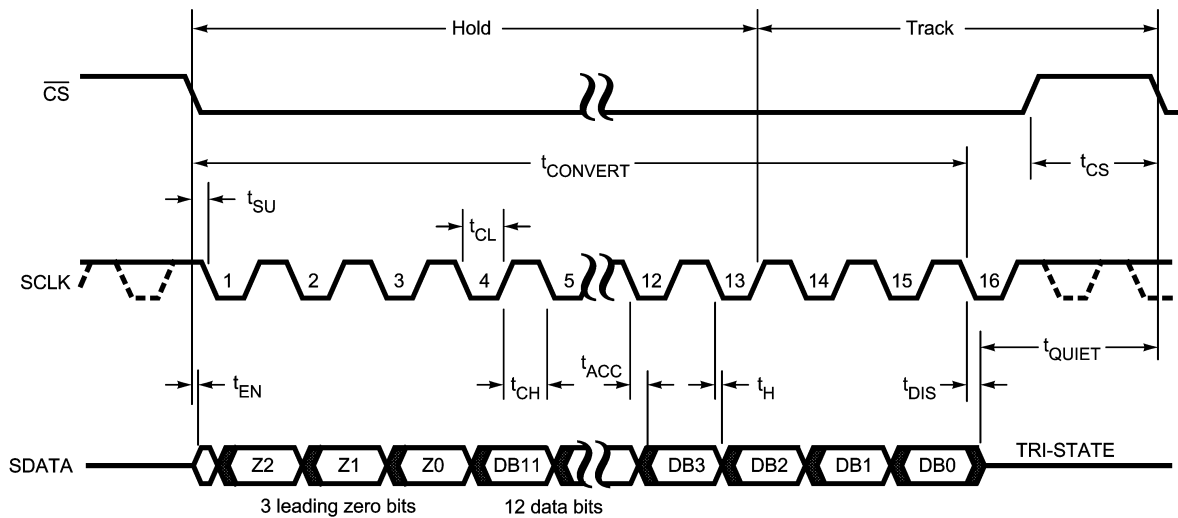 Hold Track
CS
tCONVERT tCS
tSU
tCL
SCLK 1 2 3 4 5 12 13 14 15 16
tQUIET
tEN tCH tACC tH tDIS
SDATA Z2 Z1 Z0 DB11 DB3 DB2 DB1 DB0 TRI-STATE
3 leading zero bits 12 data bits